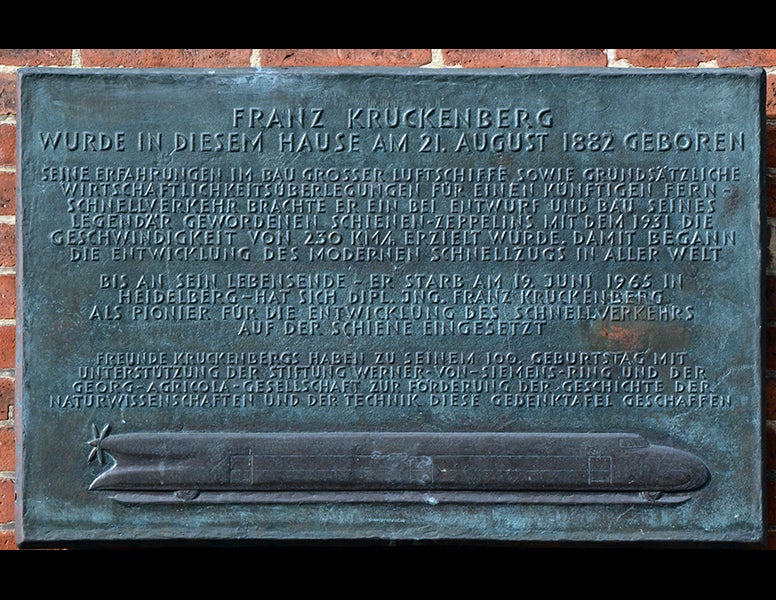 FRANZ KRUCKENBERG
WURDE IN DIESEM HAUSE AM 21. AUGUST 1882 GEBOREN
SEINE ERFAHRUNGEN IM BAU GROSSER LUFTSCHIFFE SOWIE GRUNDSÄTZLICHE
WIRTSCHAFTLICHKEITSÜBERLEGUNGEN FÜR EINEN KÜNFTIGEN FERN-
SCHNELLVERKEHR BRACHTE ER EIN BEI ENTWURF UND BAU SEINES
LEGENDÄR GEWORDENEN SCHIENEN-ZEPPELINS MIT DEM 1931 DIE
GESCHWINDIGKEIT VON 230 KM/h ERZIELT WURDE. DAMIT BEGANN
DIE ENTWICKLUNG DES MODERNEN SCHNELLZUGS IN ALLER WELT
BIS AN SEIN LEBENSENDE - ER STARB AM 19. JUNI 1965 IN
HEIDELBERG - HAT SICH DIPL. JNG. FRANZ KRUCKENBERG
ALS PIONIER FÜR DIE ENTWICKLUNG DES SCHNELLVERKEHRS
AUF DER SCHIENE EINGESETZT
FREUNDE KRUCKENBERGS HABEN ZU SEINEM 100. GEBURTSTAG MIT
UNTERSTÜTZUNG DER STIFTUNG WERNER-VON-SIEMENS-RING UND DER
GEORG-AGRICOLA-GESELLSCHAFT ZUR FÖRDERUNG DER GESCHICHTE DER
NATURWISSENSCHAFTEN UND DER TECHNIK DIESE GEDENKTAFEL GESCHAFFEN